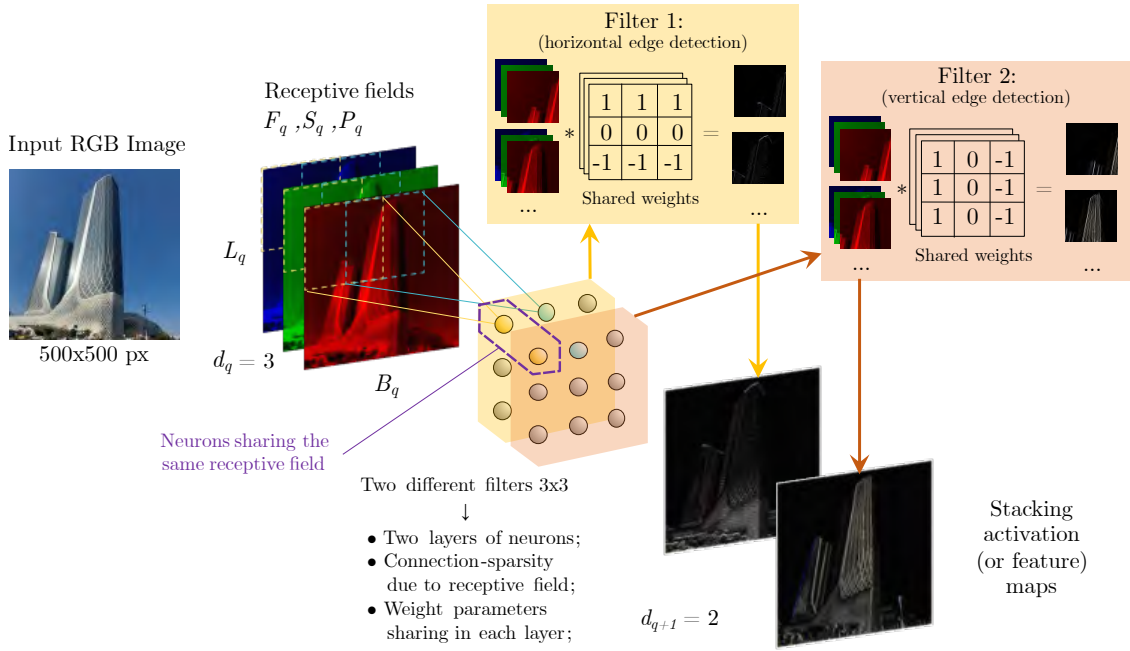 Input RGB Image
500x500 px
Receptive fields
F_q ,S_q ,P_q
L_q
d_q = 3
B_q
Neurons sharing the
same receptive field
Filter 1:
(horizontal edge detection)
*
1 1 1
0 0 0
-1 -1 -1
=
Shared weights
...
...
Filter 2:
(vertical edge detection)
*
1 0 -1
1 0 -1
1 0 -1
=
Shared weights
...
...
Two different filters 3x3
↓
• Two layers of neurons;
• Connection-sparsity
due to receptive field;
• Weight parameters
sharing in each layer;
d_{q+1} = 2
Stacking
activation
(or feature)
maps